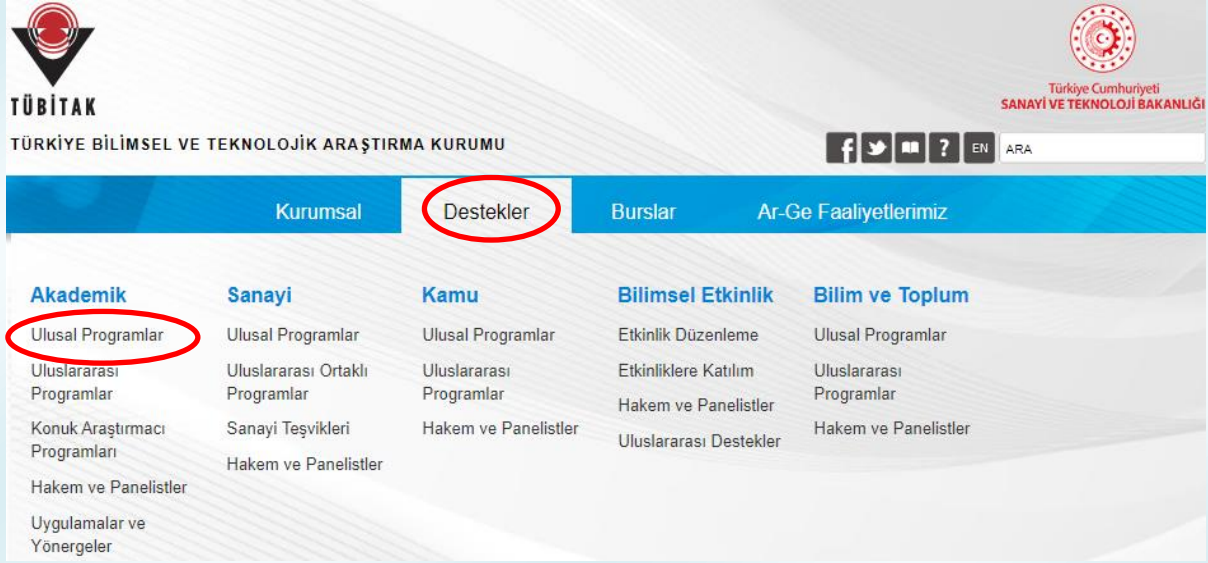 TÜBİTAK
Türkiye Cumhuriyeti
SANAYİ VE TEKNOLOJİ BAKANLIĞI
TÜRKİYE BİLİMSEL VE TEKNOLOJİK ARAŞTIRMA KURUMU
f ? EN ARA
Kurumsal Destekler Burslar Ar-Ge Faaliyetlerimiz
Akademik
Ulusal Programlar
Uluslararası
Programlar
Konuk Araştırmacı
Programları
Hakem ve Panelistler
Uygulamalar ve
Yönergeler
Sanayi
Ulusal Programlar
Uluslararası Ortaklı
Programlar
Sanayi Teşvikleri
Hakem ve Panelistler
Kamu
Ulusal Programlar
Uluslararası
Programlar
Hakem ve Panelistler
Bilimsel Etkinlik
Etkinlik Düzenleme
Etkinliklere Katılım
Hakem ve Panelistler
Uluslararası Destekler
Bilim ve Toplum
Ulusal Programlar
Uluslararası
Programlar
Hakem ve Panelistler